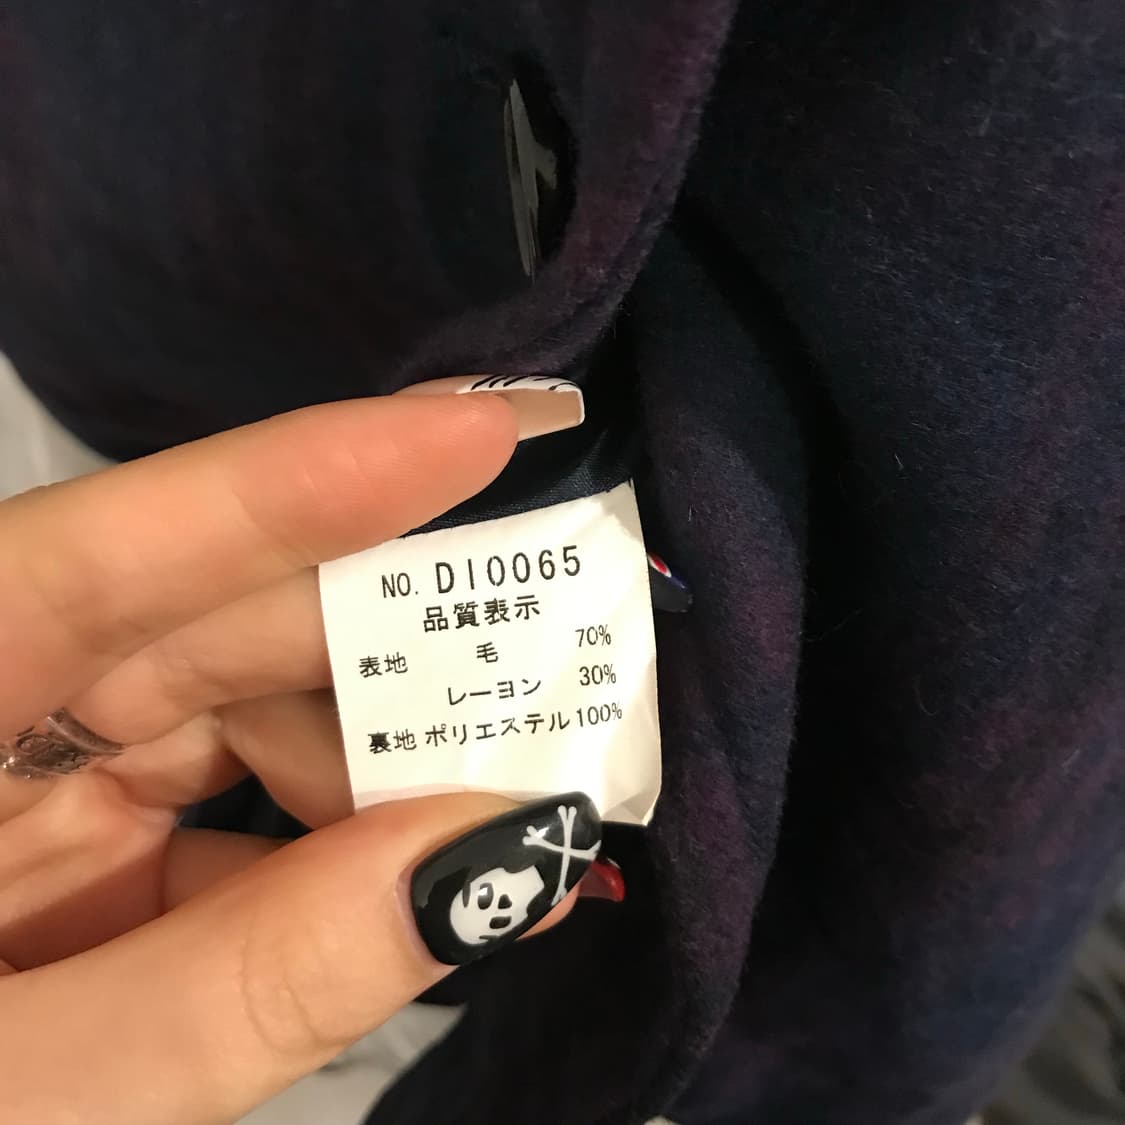 NO. D10065
品質表示
表地 毛 70%
レーヨン 30%
裏地 ポリエステル 100%